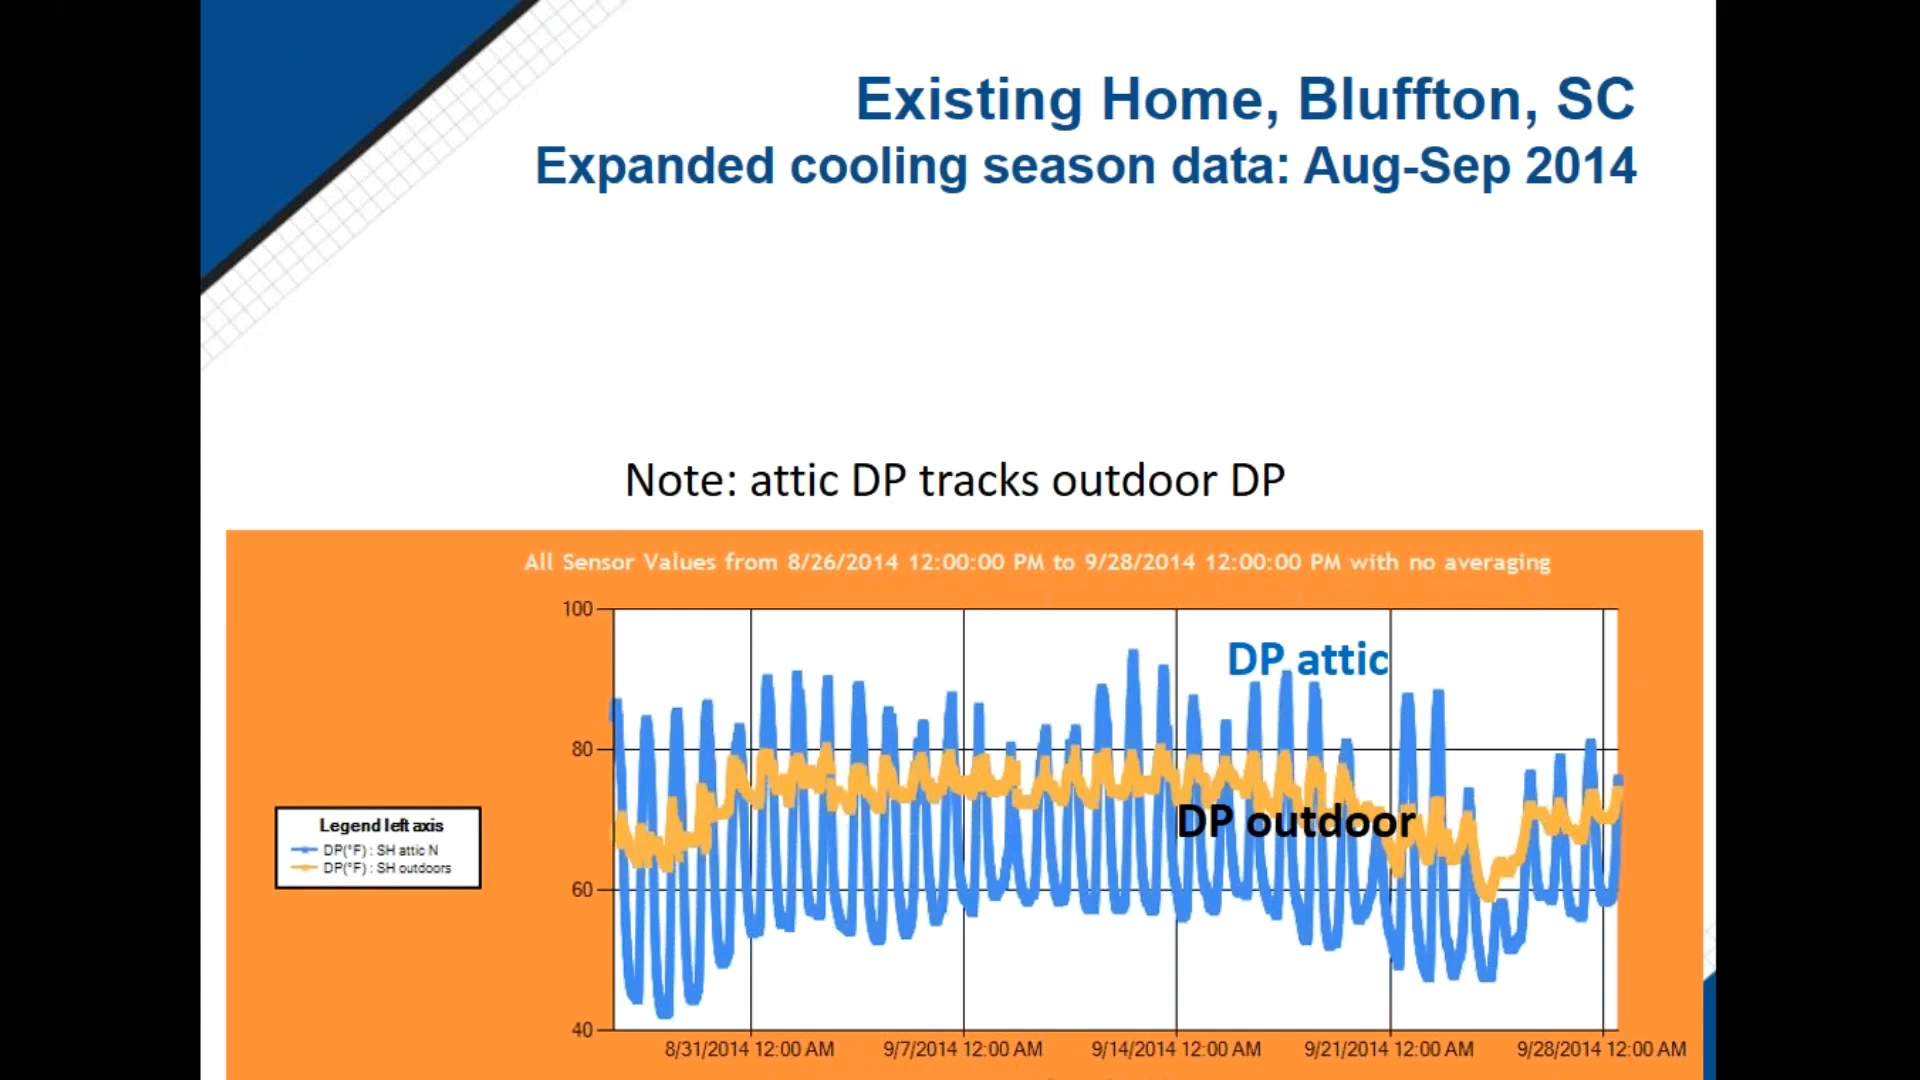 Existing Home, Bluffton, SC
Expanded cooling season data: Aug-Sep 2014
Note: attic DP tracks outdoor DP
All Sensor Values from 8/26/2014 12:00:00 PM to 9/28/2014 12:00:00 PM with no averaging
100
80
60
40
DP attic
DP outdoor
Legend left axis
DP(°F) : SH attic N
DP(°F) : SH outdoors
8/31/2014 12:00 AM 9/7/2014 12:00 AM 9/14/2014 12:00 AM 9/21/2014 12:00 AM 9/28/2014 12:00 AM